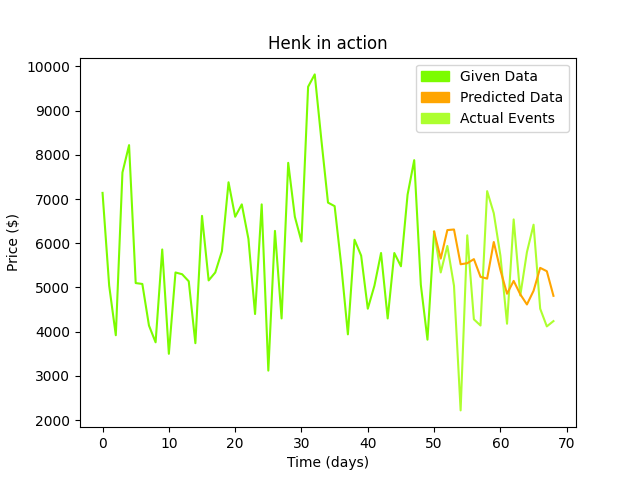 Henk in action
Given Data
Predicted Data
Actual Events
Price ($)
10000
9000
8000
7000
6000
5000
4000
3000
2000
0 10 20 30 40 50 60 70
Time (days)